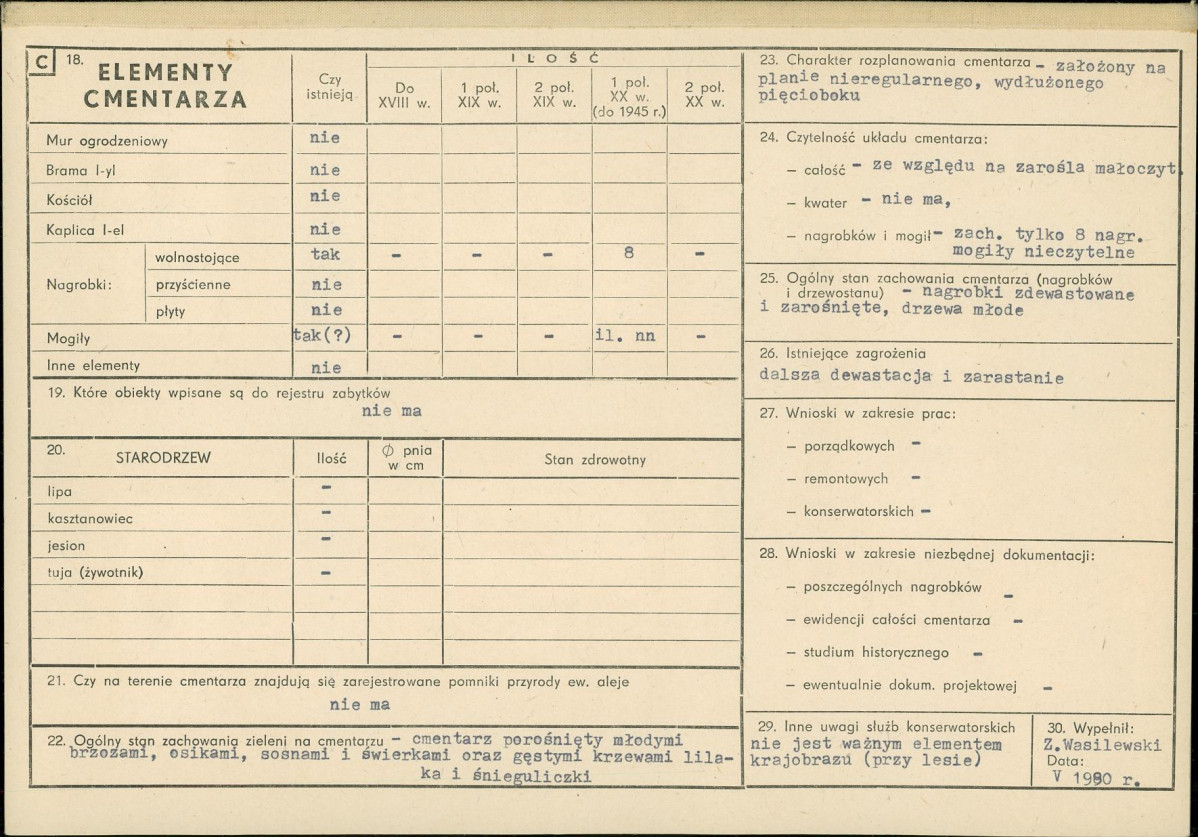 C 18. ELEMENTY CMENTARZA
Czy istnieją
ILOŚĆ
Do XVIII w.
1 poł. XIX w.
2 poł. XIX w.
1 poł. XX w. (do 1945 r.)
2 poł. XX w.
Mur ogrodzeniowy nie
Brama I-yl nie
Kościół nie
Kaplica I-el nie
Nagrobki:
wolnostojące tak - - - 8 -
przyścienne nie
płyty nie
Mogiły tak(?) - - - il. nn -
Inne elementy nie
19. Które obiekty wpisane są do rejestru zabytków
nie ma
20. STARODRZEW Ilość Ø pnia w cm Stan zdrowotny
lipa -
kasztanowiec -
jesion -
tuja (żywotnik) -
21. Czy na terenie cmentarza znajdują się zarejestrowane pomniki przyrody ew. aleje
nie ma
22. Ogólny stan zachowania zieleni na cmentarzu - cmentarz porośnięty młodymi
brzozami, osikami, sosnami i świerkami oraz gęstymi krzewami lila-
ka i śnieguliczki
23. Charakter rozplanowania cmentarza - założony na
planie nieregularnego, wydłużonego
pięcioboku
24. Czytelność układu cmentarza:
— całość - ze względu na zarośla małoczyt.
— kwater - nie ma,
— nagrobków i mogił - zach. tylko 8 nagr.
mogiły nieczytelne
25. Ogólny stan zachowania cmentarza (nagrobków
i drzewostanu) - nagrobki zdewastowane
i zarośnięte, drzewa młode
26. Istniejące zagrożenia
dalsza dewastacja i zarastanie
27. Wnioski w zakresie prac:
— porządkowych -
— remontowych -
— konserwatorskich -
28. Wnioski w zakresie niezbędnej dokumentacji:
— poszczególnych nagrobków -
— ewidencji całości cmentarza -
— studium historycznego -
— ewentualnie dokum. projektowej -
29. Inne uwagi służb konserwatorskich
nie jest ważnym elementem
krajobrazu (przy lesie)
30. Wypełnił:
Z.Wasilewski
Data:
V r.